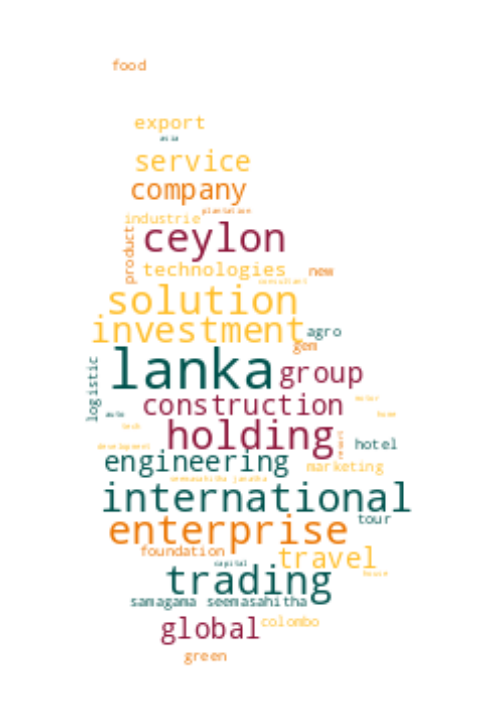 food
export
asia
service
company
plantation
industrie
product
ceylon
technologies new
consultant
solution
investment agro
gem
lanka group
logistic
construction motor
auto home
tech holding resort hotel
development
engineering marketing
seemasahitha janatha
international
enterprise tour
foundation travel
capital
trading house
samagama seemasahitha
global colombo
green